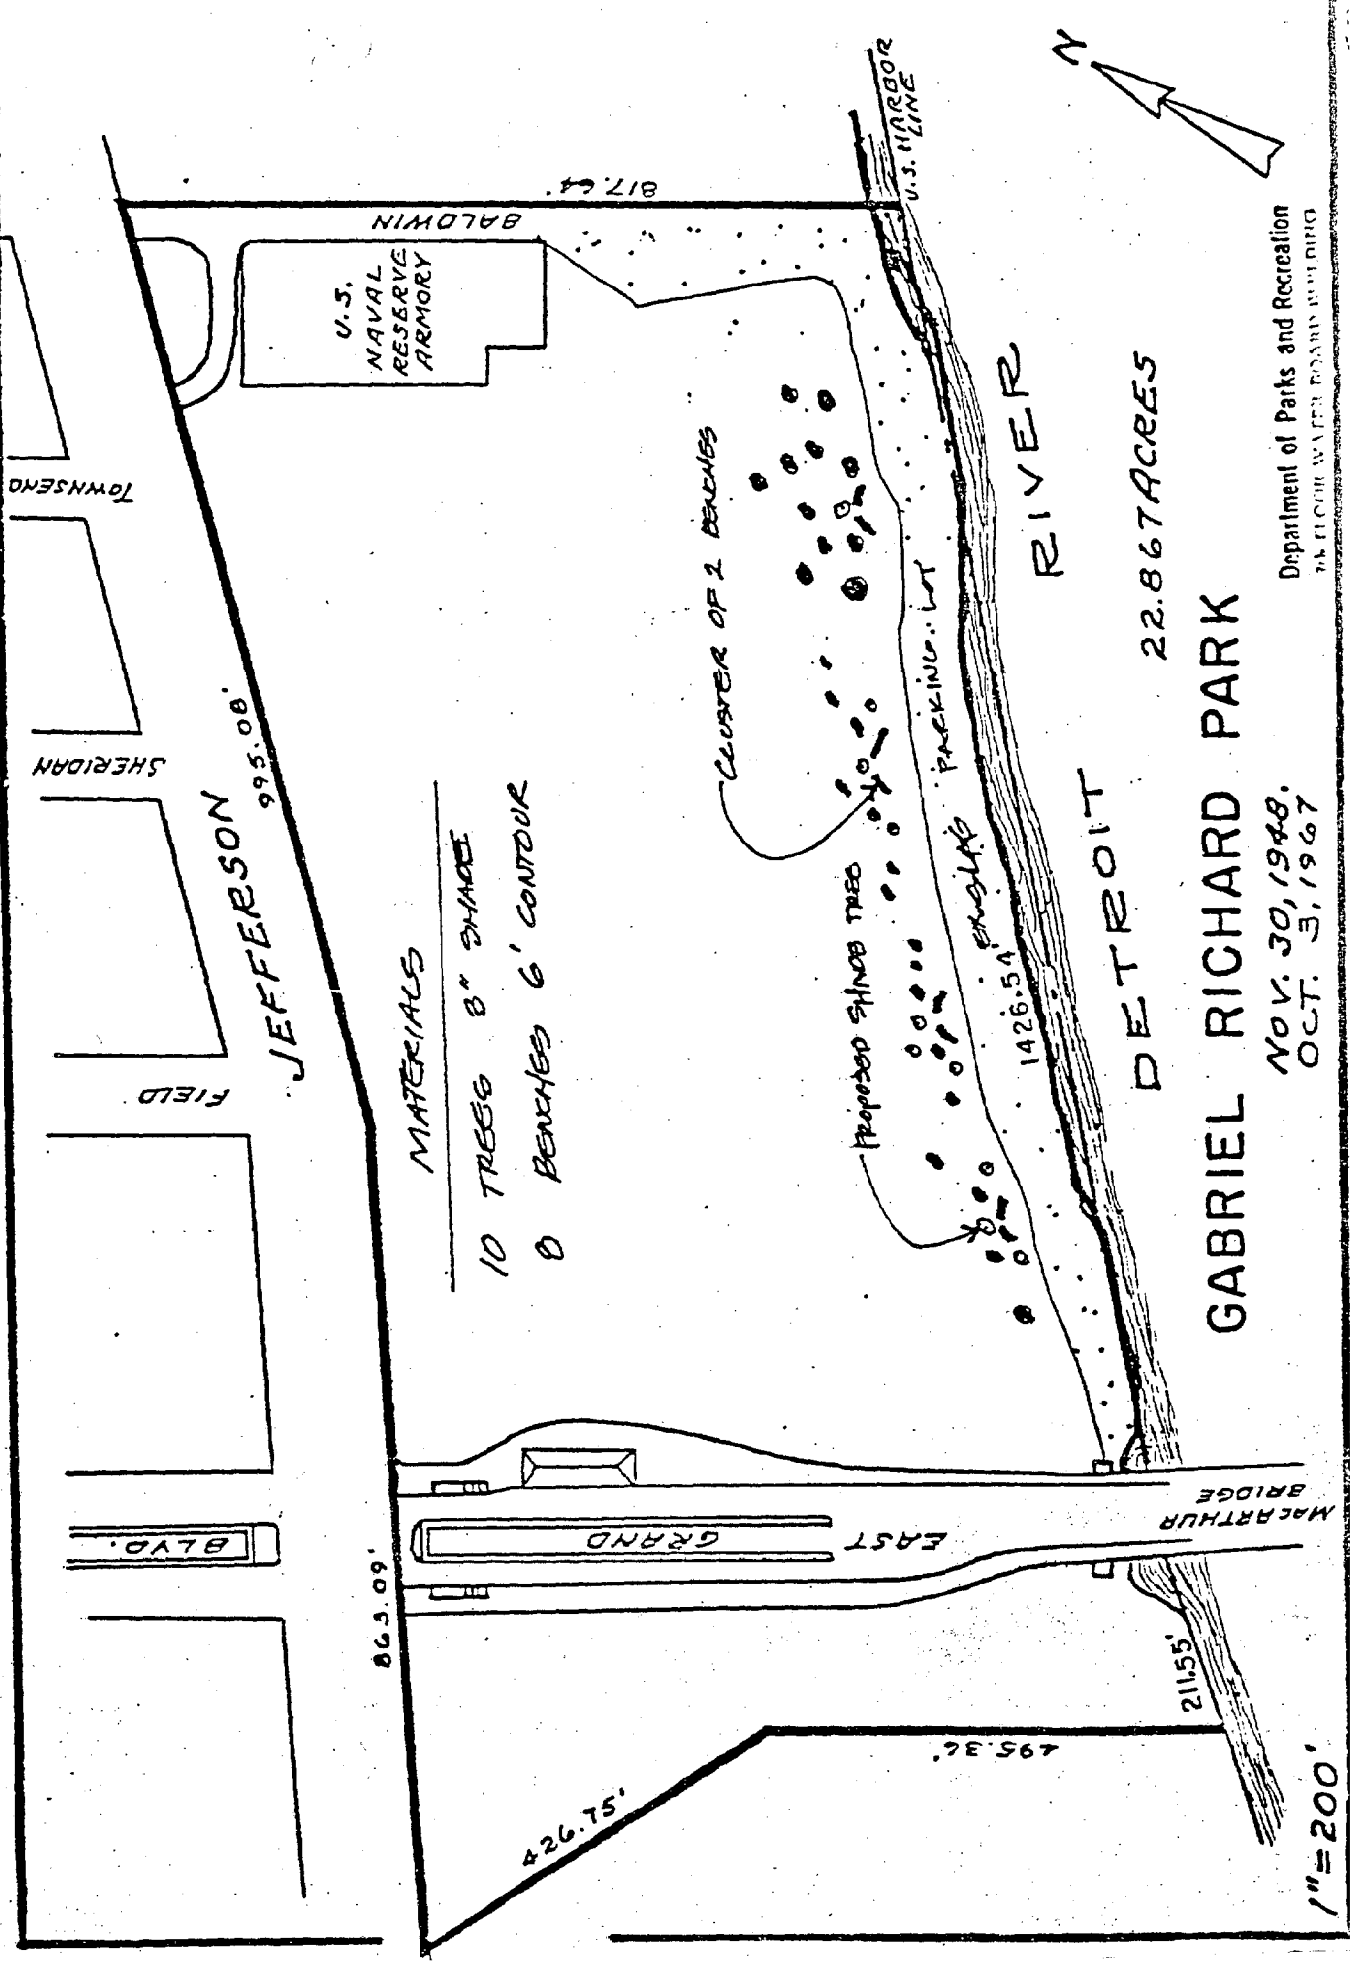 TOWNSEND
SHERIDAN
FIELD
BLVD.
JEFFERSON
995.08'
863.09'
817.64'
BALDWIN
U.S.
NAVAL
RESERVE
ARMORY
U.S. HARBOR
LINE
N
MATERIALS
10 TREES 8" SHADE
8 BENCHES 6' CONTOUR
CLUSTER OF 2 BENCHES
PROPOSED SHADE TREE
PARKING LOT
1426.54'
EAST GRAND
MACARTHUR
BRIDGE
426.75'
495.36'
211.55'
DETROIT RIVER
22.867 ACRES
GABRIEL RICHARD PARK
NOV. 30, 1948.
OCT. 3, 1967
Department of Parks and Recreation
1"=200'